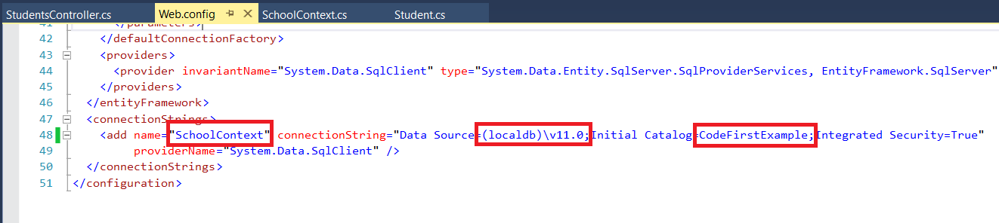 StudentsController.cs Web.config SchoolContext.cs Student.cs
41 </parameters>
42 </defaultConnectionFactory>
43 <providers>
44 <provider invariantName="System.Data.SqlClient" type="System.Data.Entity.SqlServer.SqlProviderServices, EntityFramework.SqlServer"
45 </providers>
46 </entityFramework>
47 <connectionStrings>
48 <add name="SchoolContext" connectionString="Data Source=(localdb)\v11.0;Initial Catalog=CodeFirstExample;Integrated Security=True"
49 providerName="System.Data.SqlClient" />
50 </connectionStrings>
51 </configuration>